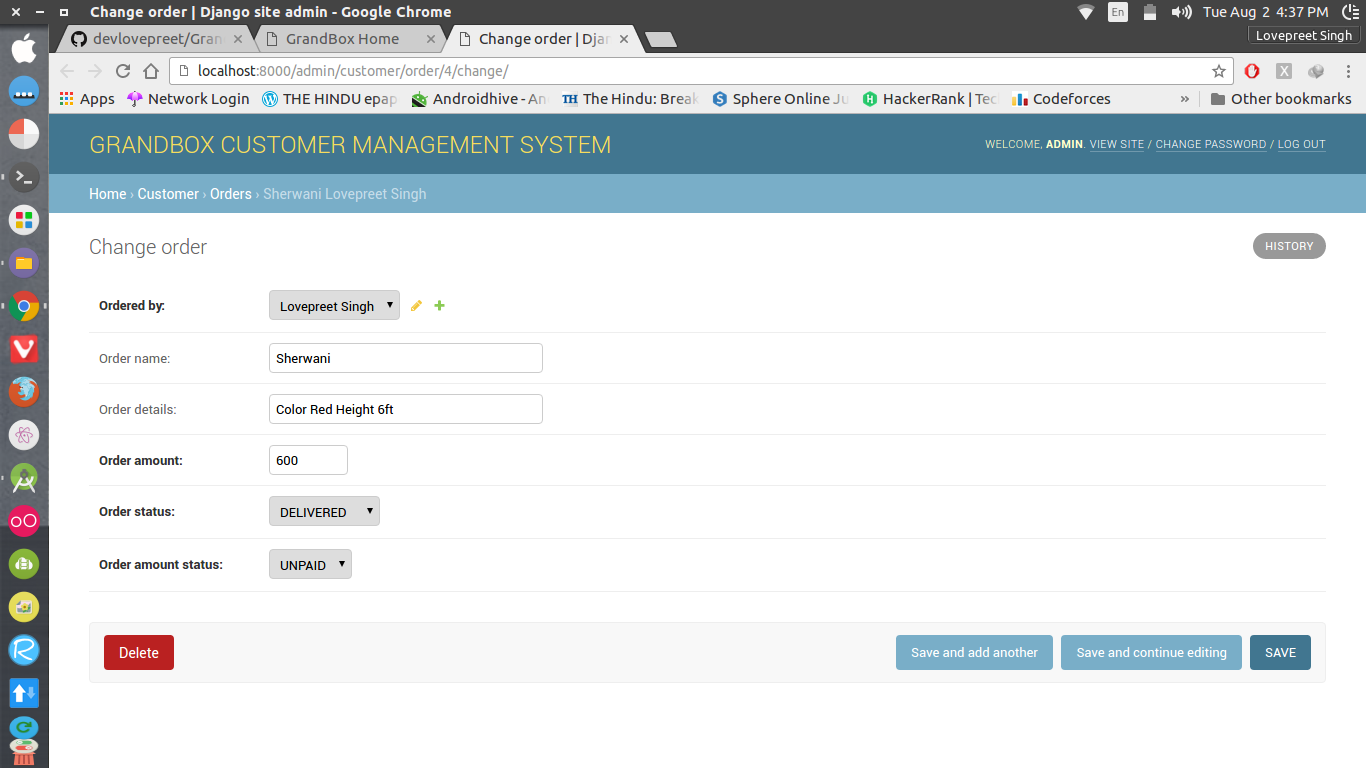 Change order | Django site admin - Google Chrome
En
Tue Aug 2 4:37 PM
Lovepreet Singh
devlovepreet/Gran
GrandBox Home
Change order | Djan
localhost:8000/admin/customer/order/4/change/
Apps
Network Login
THE HINDU epap
Androidhive - An
TH
The Hindu: Break
Sphere Online Ju
HackerRank | Tec
Codeforces
»
Other bookmarks
GRANDBOX CUSTOMER MANAGEMENT SYSTEM
WELCOME, ADMIN. VIEW SITE / CHANGE PASSWORD / LOG OUT
Home › Customer › Orders › Sherwani Lovepreet Singh
Change order
HISTORY
Ordered by:
Lovepreet Singh
Order name:
Sherwani
Order details:
Color Red Height 6ft
Order amount:
600
Order status:
DELIVERED
Order amount status:
UNPAID
Delete
Save and add another
Save and continue editing
SAVE